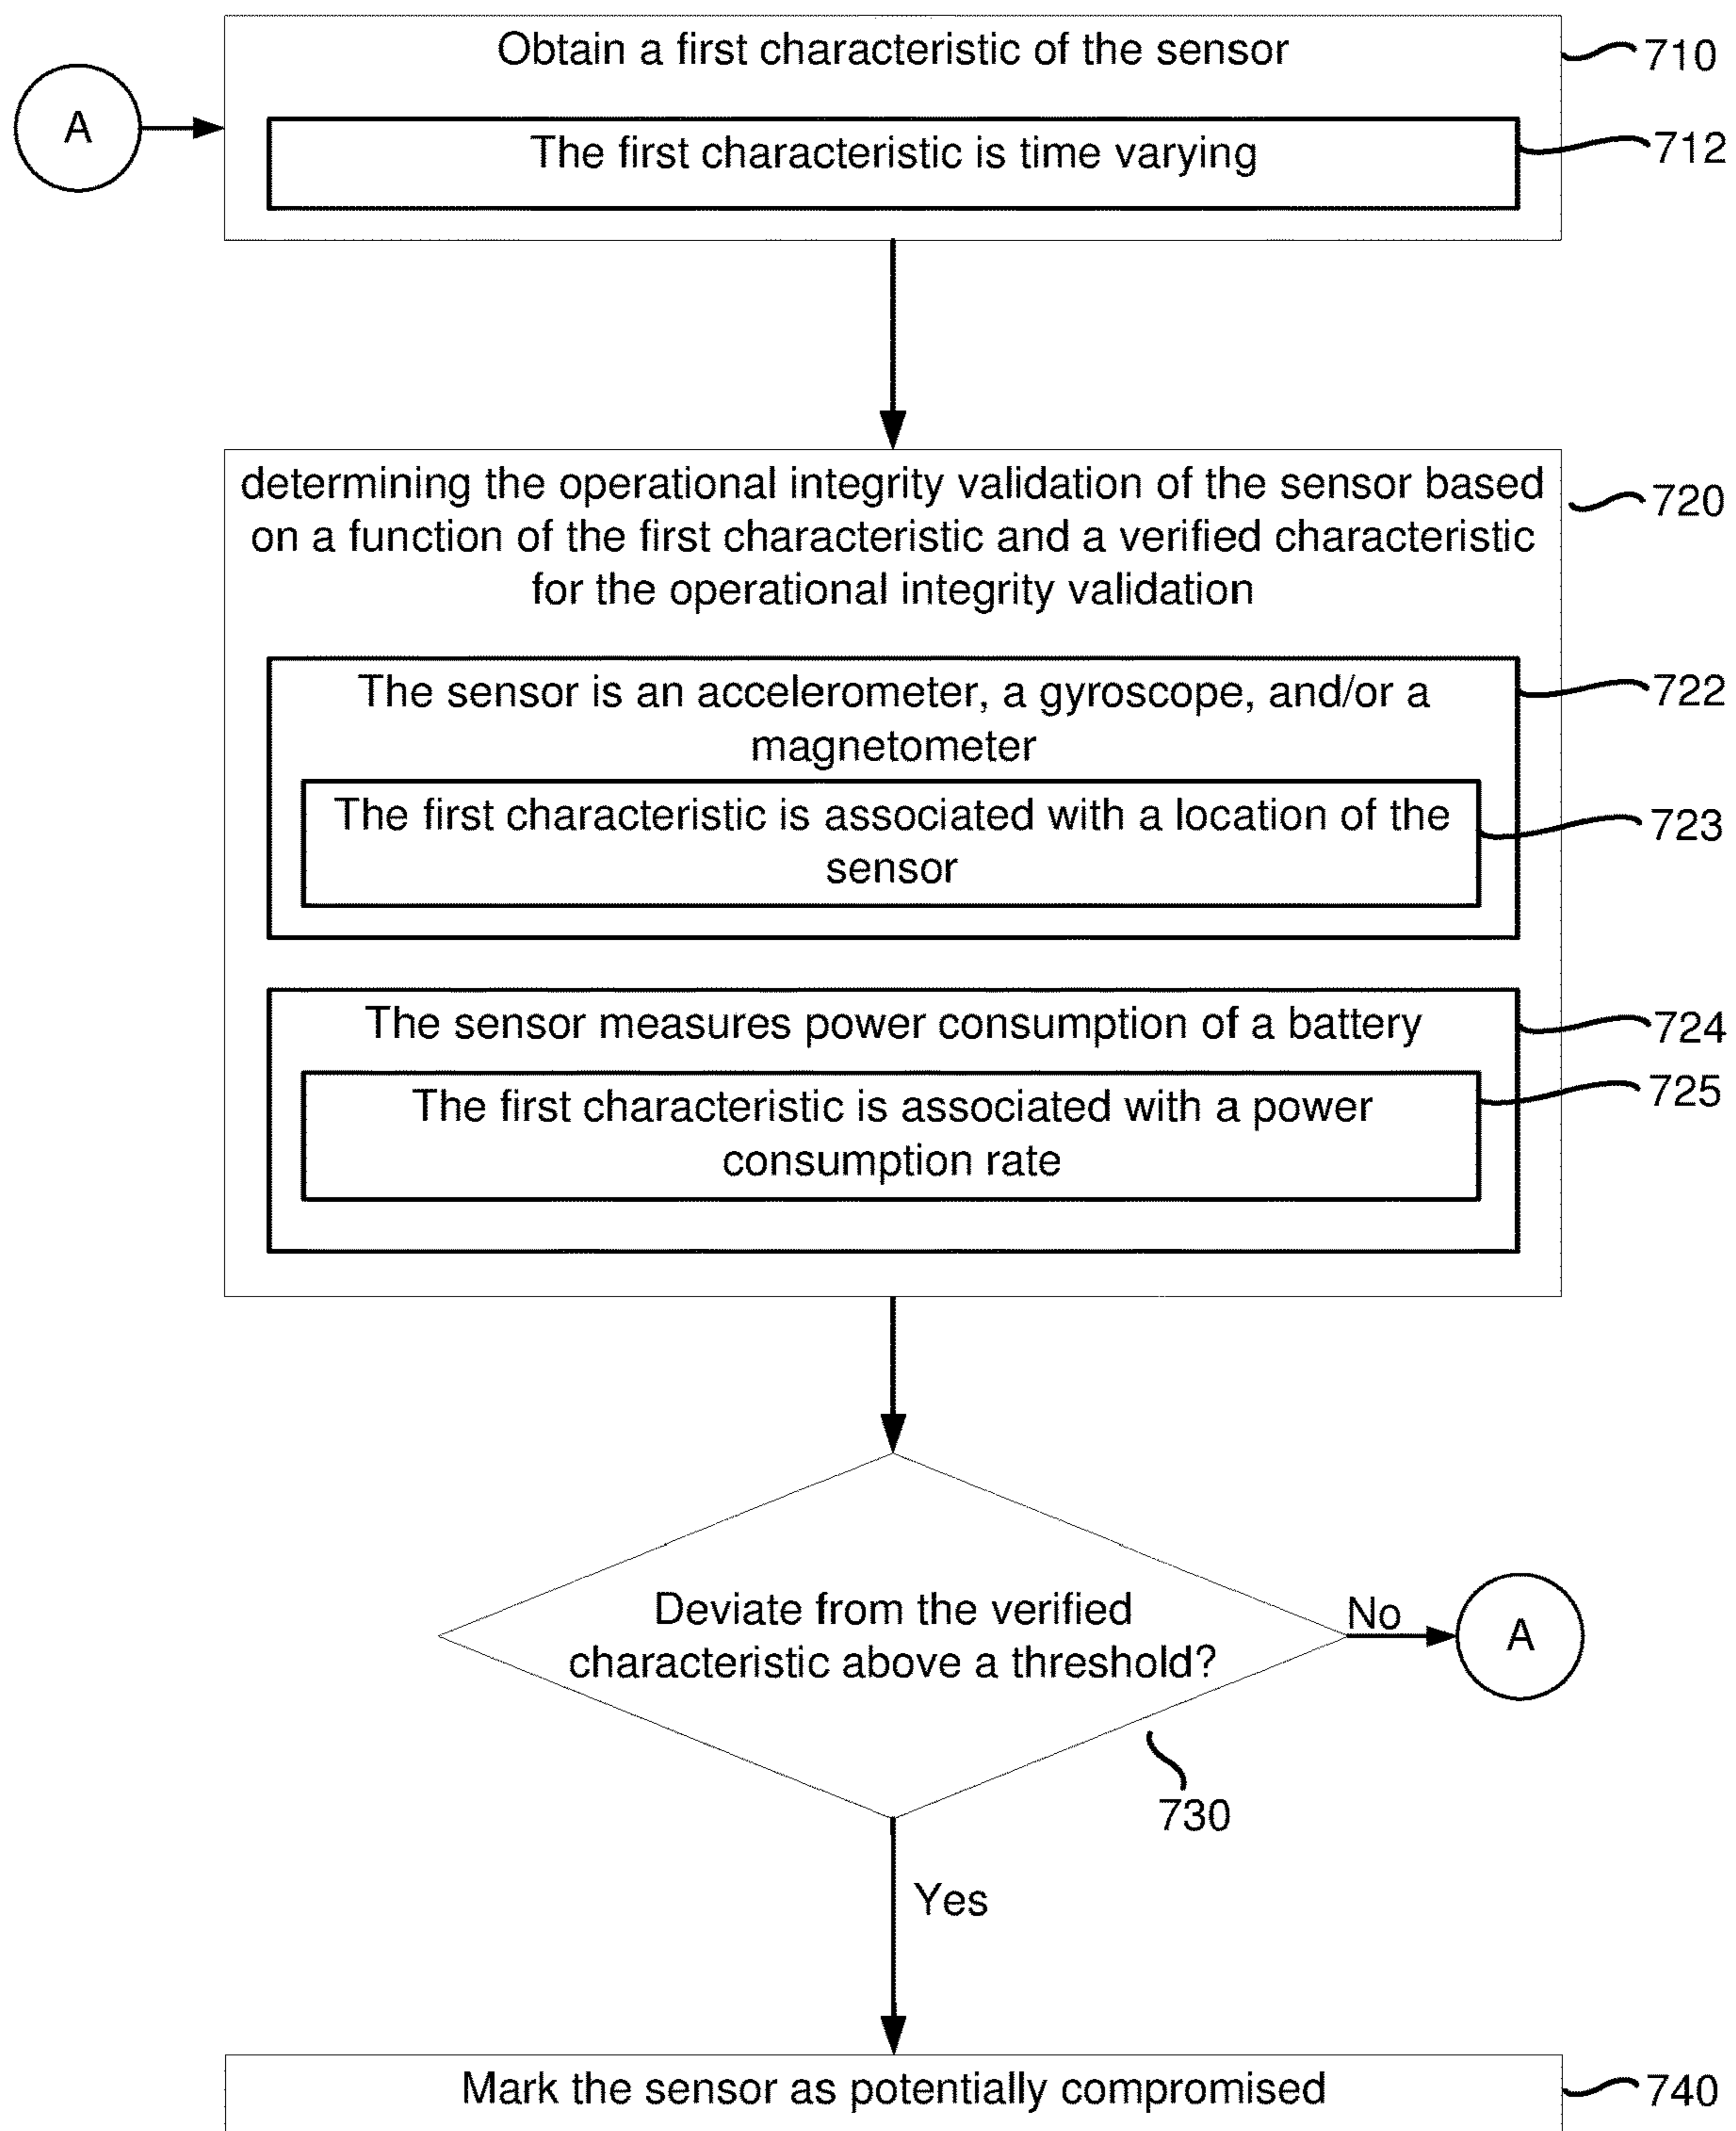 Obtain a first characteristic of the sensor
710
A
The first characteristic is time varying
712
determining the operational integrity validation of the sensor based
on a function of the first characteristic and a verified characteristic
for the operational integrity validation
720
The sensor is an accelerometer, a gyroscope, and/or a
magnetometer
722
The first characteristic is associated with a location of the
sensor
723
The sensor measures power consumption of a battery
724
The first characteristic is associated with a power
consumption rate
725
Deviate from the verified
characteristic above a threshold?
No
A
730
Yes
Mark the sensor as potentially compromised
740